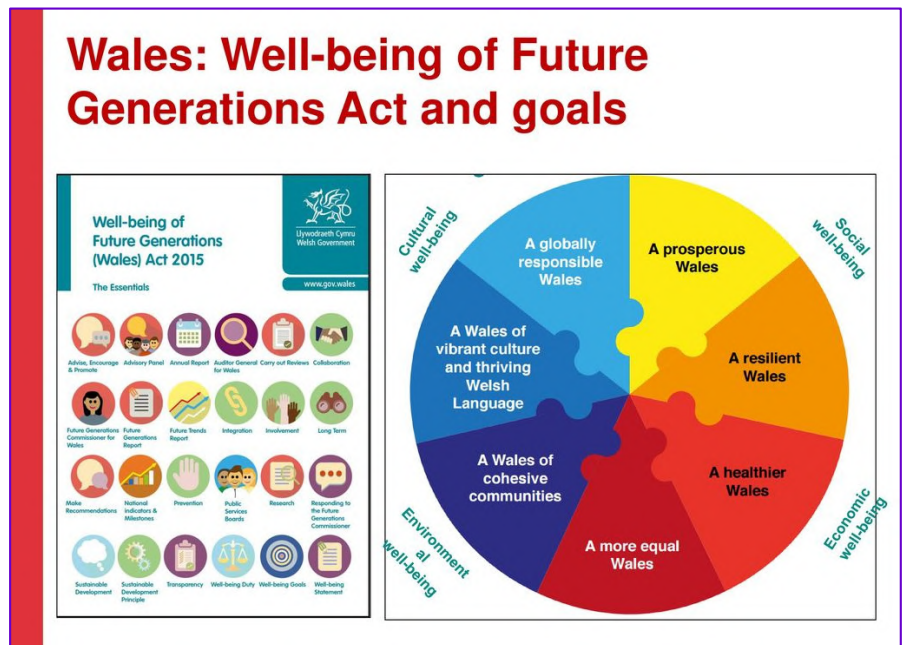 Wales: Well-being of Future
Generations Act and goals
Well-being of
Future Generations
(Wales) Act 2015
The Essentials
Llywodraeth Cymru
Welsh Government
www.gov.wales
Advise, Encourage
& Promote
Advisory Panel
Annual Report
Auditor General
for Wales
Carry out Reviews
Collaboration
Future Generations
Commissioner for
Wales
Future
Generations
Report
Future Trends
Report
Integration
Involvement
Long Term
Make
Recommendations
National
Indicators &
Milestones
Prevention
Public
Services
Boards
Research
Responding to
the Future
Generations
Commissioner
Sustainable
Development
Sustainable
Development
Principle
Transparency
Well-being Duty
Well-being Goals
Well-being
Statement
Cultural
well-being
Social
well-being
A globally
responsible
Wales
A prosperous
Wales
A Wales of
vibrant culture
and thriving
Welsh
Language
A resilient
Wales
A Wales of
cohesive
communities
A healthier
Wales
A more equal
Wales
Environment
al
well-being
Economic
well-being